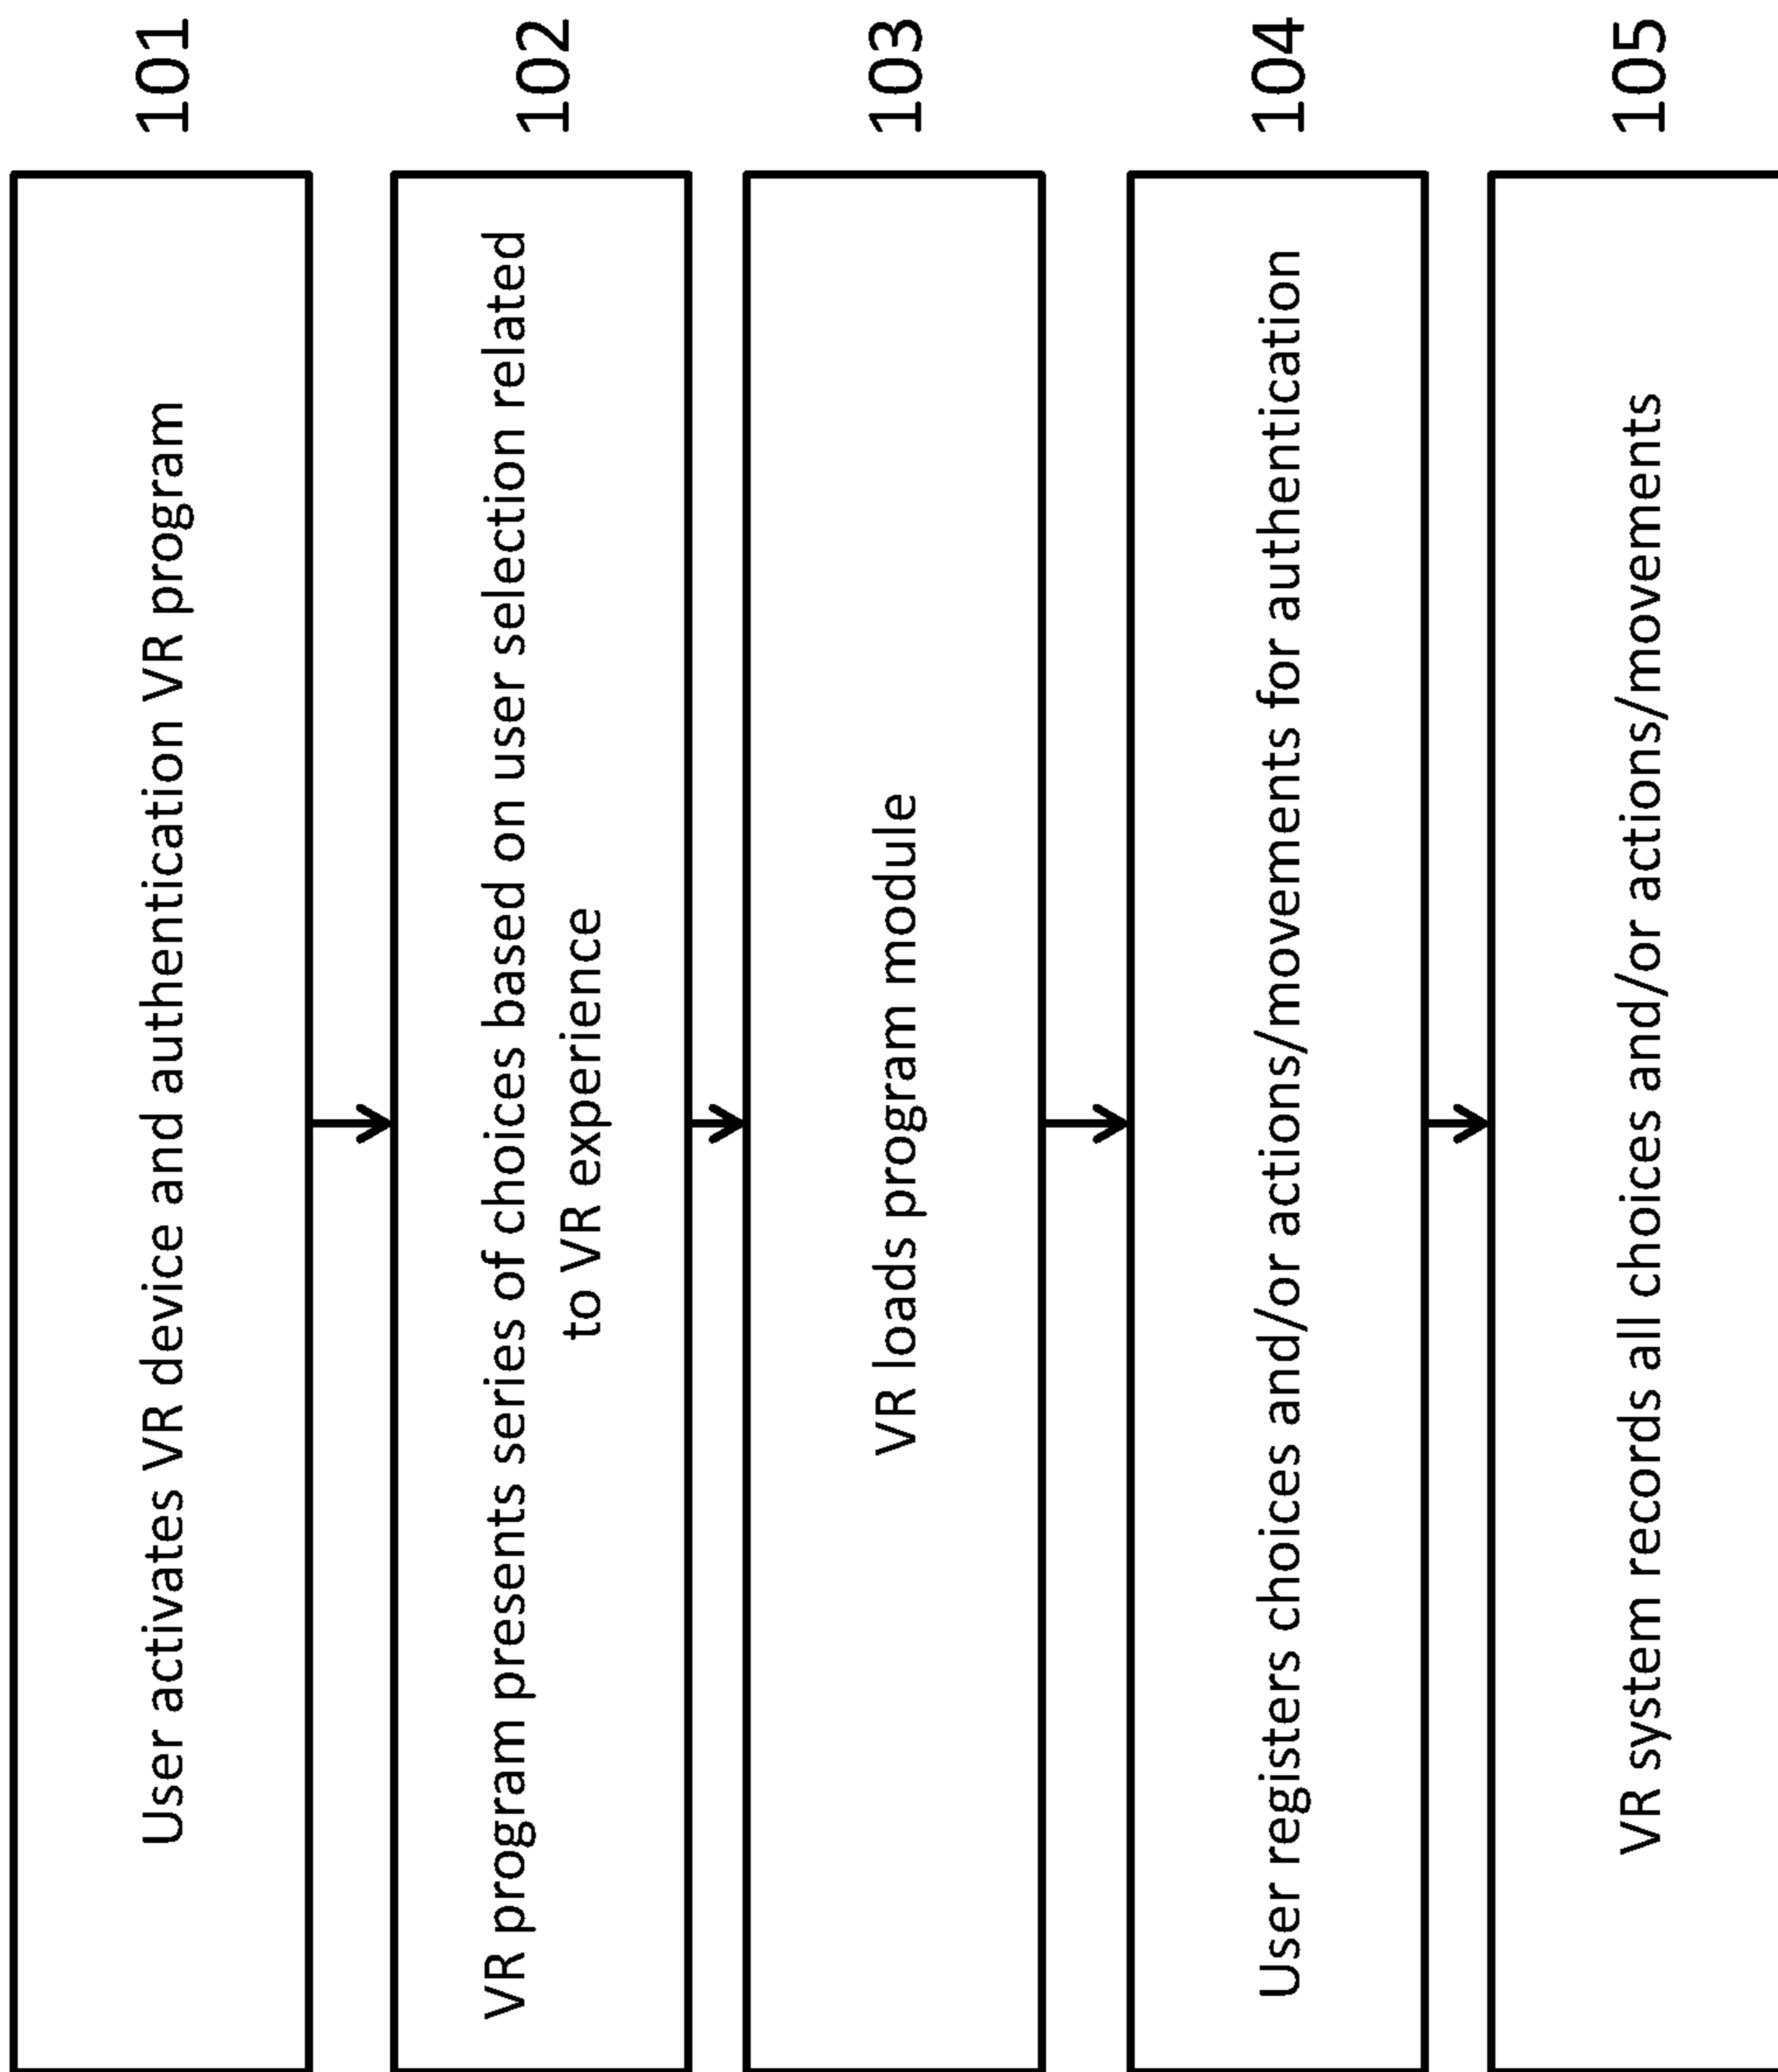 User activates VR device and authentication VR program
101
VR program presents series of choices based on user selection related
to VR experience
102
VR loads program module
103
User registers choices and/or actions/movements for authentication
104
VR system records all choices and/or actions/movements
105